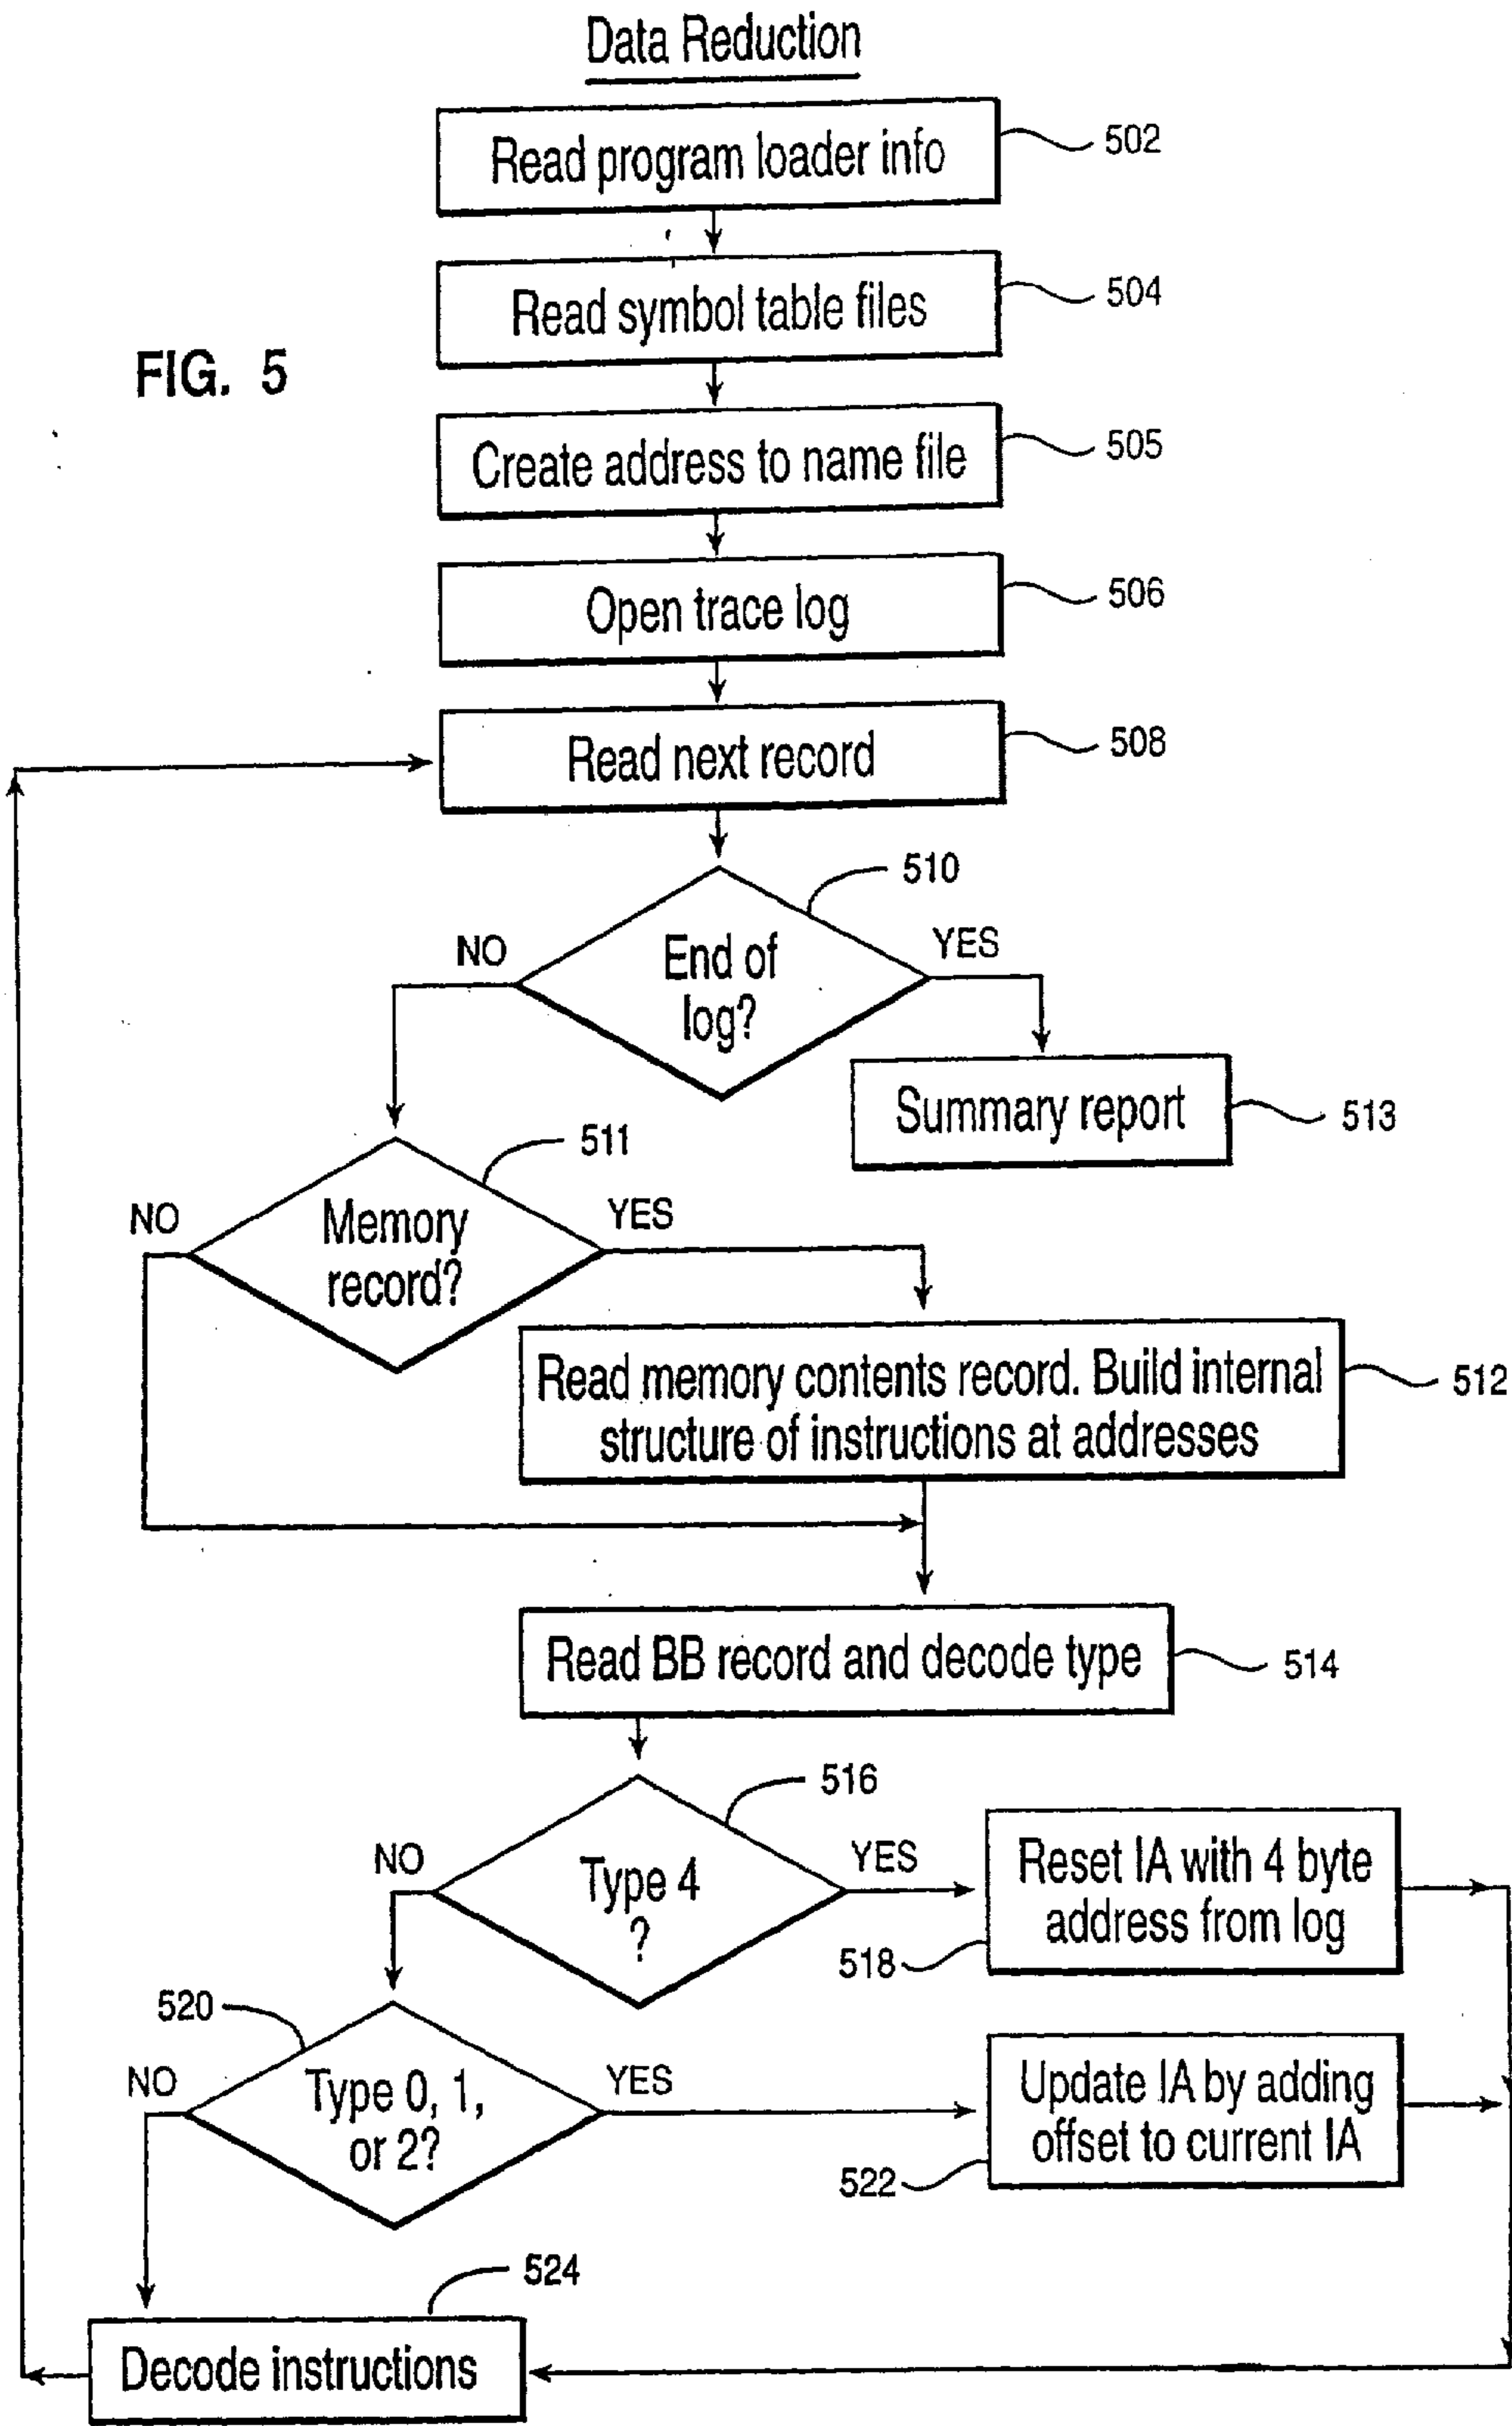 Data Reduction
Read program loader info
502
Read symbol table files
504
FIG. 5
Create address to name file
505
Open trace log
506
Read next record
508
510
NO
End of
log?
YES
Summary report
513
511
NO
Memory
record?
YES
Read memory contents record. Build internal
structure of instructions at addresses
512
Read BB record and decode type
514
516
NO
Type 4
?
YES
Reset IA with 4 byte
address from log
518
520
NO
Type 0, 1,
or 2?
YES
Update IA by adding
offset to current IA
522
524
Decode instructions